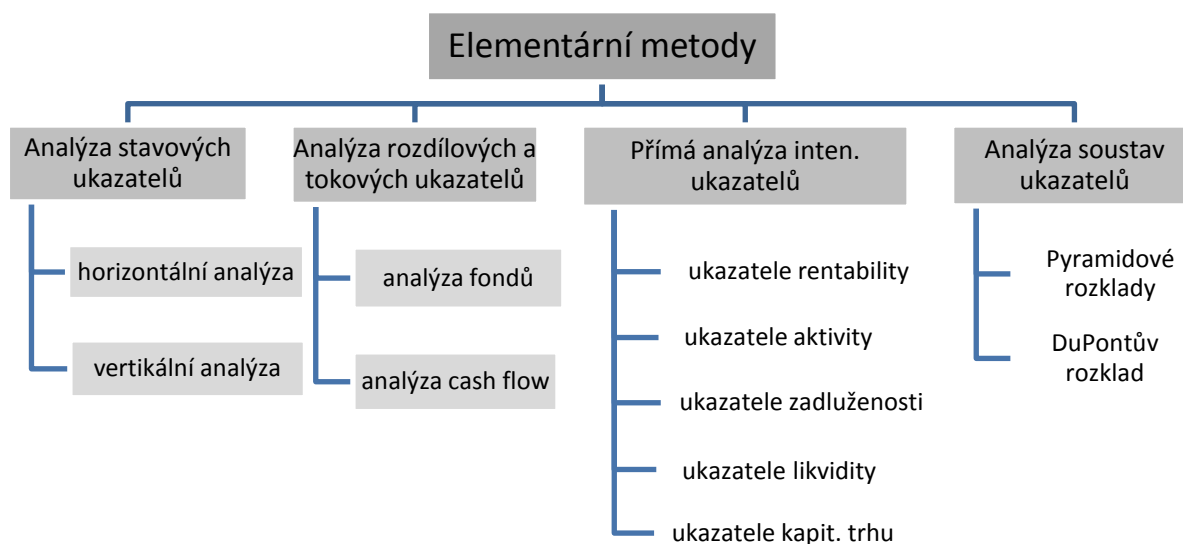 Elementární metody
Analýza stavových
ukazatelů
horizontální analýza
vertikální analýza
Analýza rozdílových a
tokových ukazatelů
analýza fondů
analýza cash flow
Přímá analýza inten.
ukazatelů
ukazatele rentability
ukazatele aktivity
ukazatele zadluženosti
ukazatele likvidity
ukazatele kapit. trhu
Analýza soustav
ukazatelů
Pyramidové
rozklady
DuPontův
rozklad